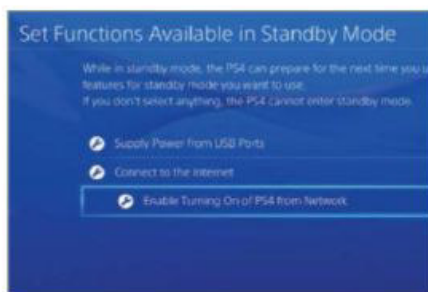 Set Functions Available in Standby Mode
While in standby mode, the PS4 can prepare for the next time you u
features for standby mode you want to use.
If you don't select anything, the PS4 cannot enter standby mode.
Supply Power from USB Ports
Connect to the Internet
Enable Turning On of PS4 from Network